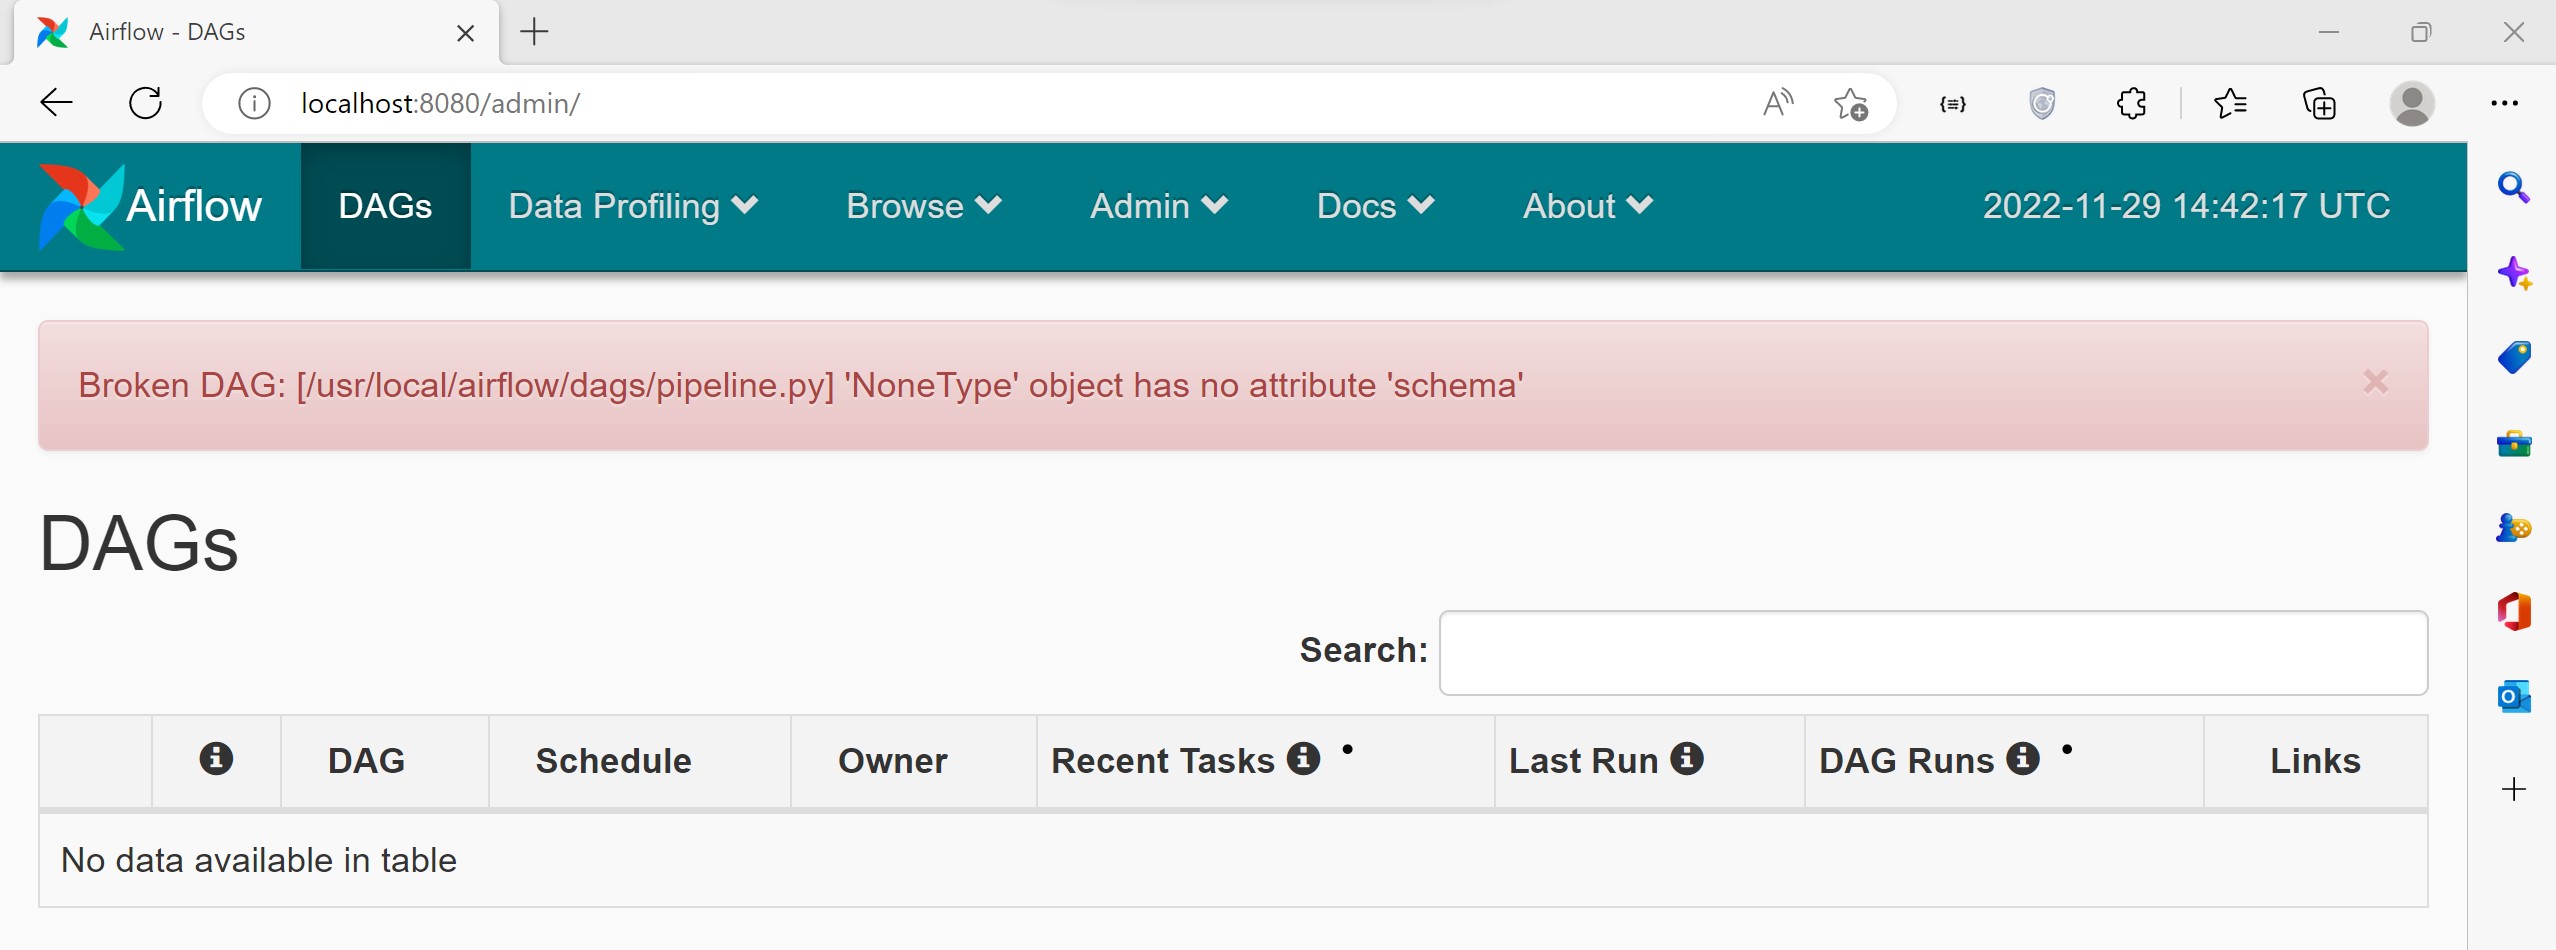 Airflow - DAGs
localhost:8080/admin/
Airflow DAGs Data Profiling Browse Admin Docs About 2022-11-29 14:42:17 UTC
Broken DAG: [/usr/local/airflow/dags/pipeline.py] 'NoneType' object has no attribute 'schema'
DAGs
Search:
DAG Schedule Owner Recent Tasks Last Run DAG Runs Links
No data available in table